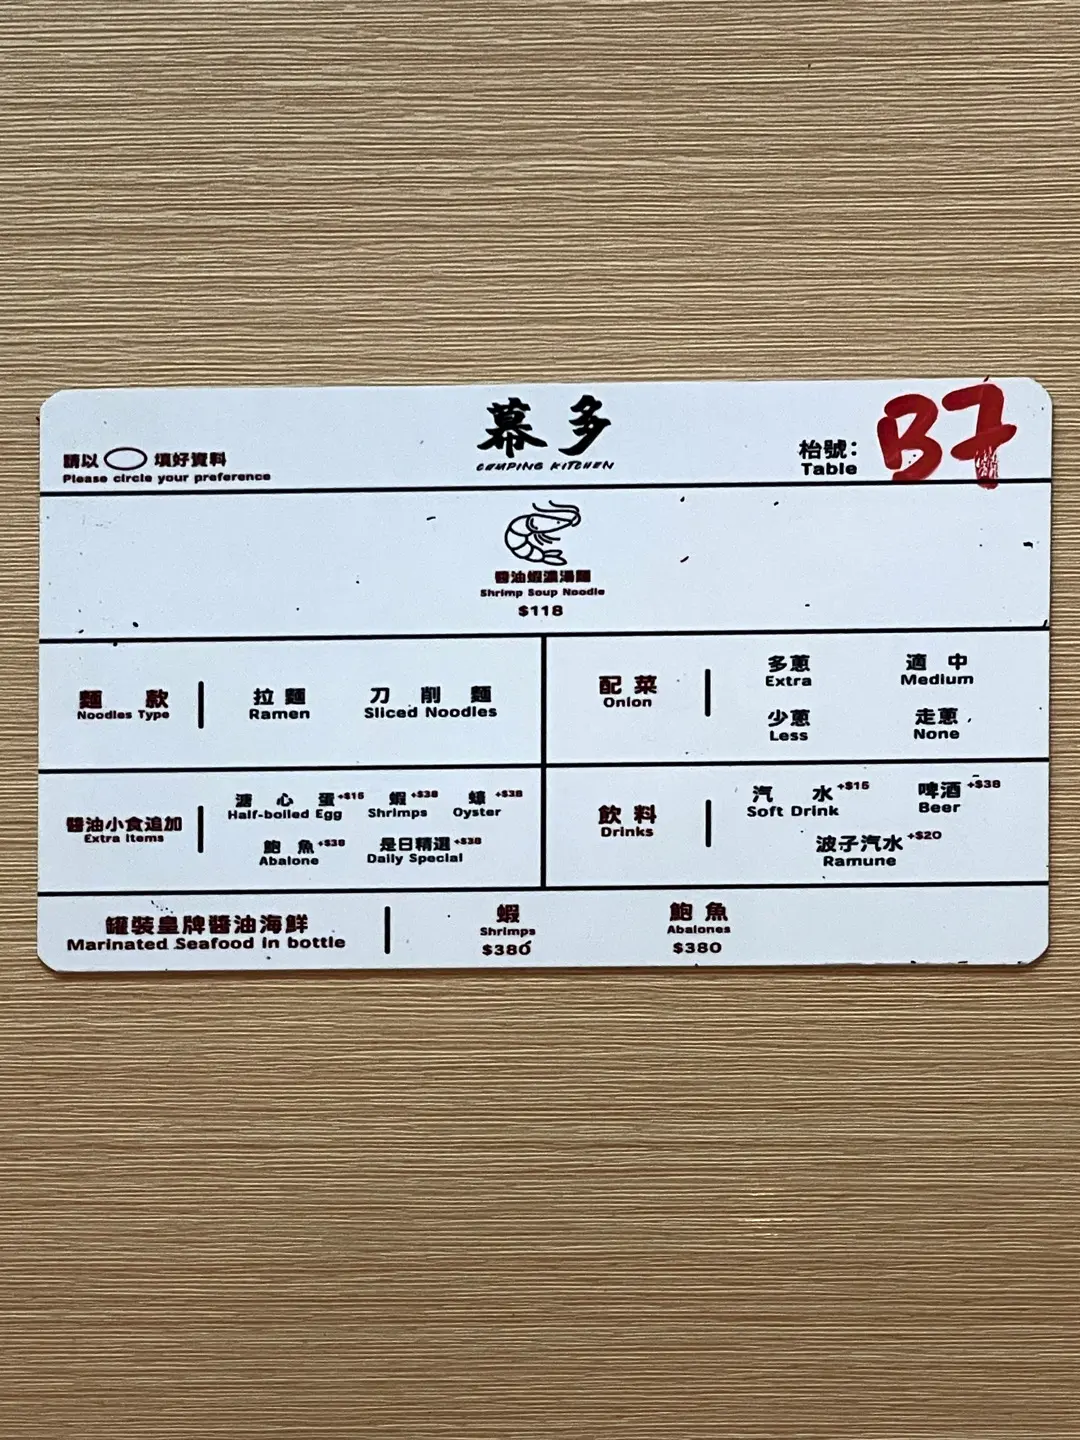 幕多
CAMPING KITCHEN
請以 填好資料
Please circle your preference
枱號：
Table
B7
醬油蝦濃湯麵
Shrimp Soup Noodle
$118
麵款
Noodles Type
拉麵
Ramen
刀削麵
Sliced Noodles
配菜
Onion
多蔥
Extra
適中
Medium
少蔥
Less
走蔥
None
醬油小食追加
Extra Items
溏心蛋 +$15
Half-boiled Egg
蝦 +$38
Shrimps
蠔 +$38
Oyster
鮑魚 +$38
Abalone
是日精選 +$38
Daily Special
飲料
Drinks
汽水 +$15
Soft Drink
啤酒 +$38
Beer
波子汽水 +$20
Ramune
罐裝皇牌醬油海鮮
Marinated Seafood in bottle
蝦
Shrimps
$380
鮑魚
Abalones
$380